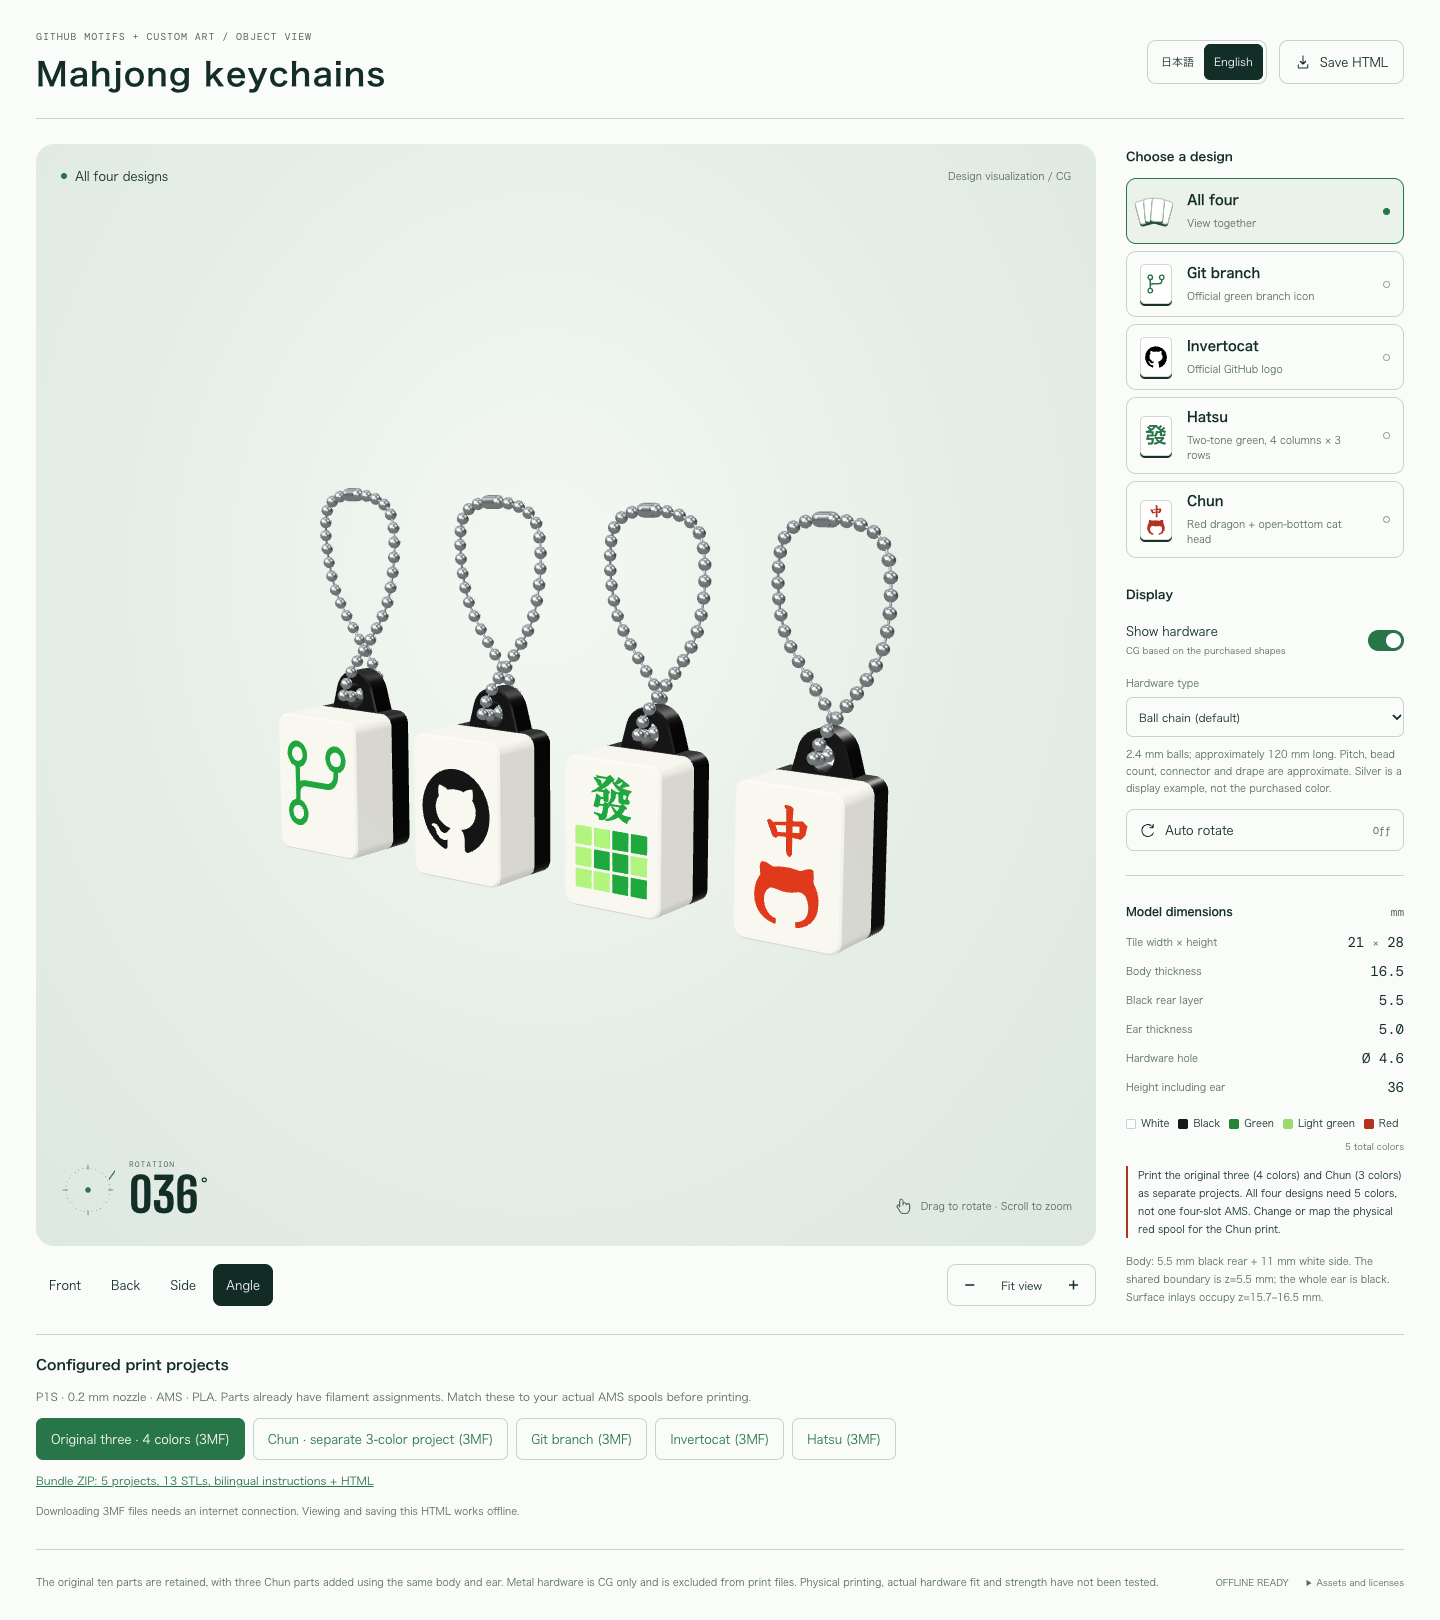 GITHUB MOTIFS + CUSTOM ART / OBJECT VIEW
Mahjong keychains
日本語
English
Save HTML
All four designs
Design visualization / CG
發
中
ROTATION
036°
Drag to rotate · Scroll to zoom
Front
Back
Side
Angle
−
Fit view
+
Choose a design
All four
View together
Git branch
Official green branch icon
Invertocat
Official GitHub logo
發
Hatsu
Two-tone green, 4 columns × 3
rows
中
Chun
Red dragon + open-bottom cat
head
Display
Show hardware
CG based on the purchased shapes
Hardware type
Ball chain (default)
2.4 mm balls; approximately 120 mm long. Pitch, bead
count, connector and drape are approximate. Silver is a
display example, not the purchased color.
Auto rotate
Off
Model dimensions
mm
Tile width × height
21 × 28
Body thickness
16.5
Black rear layer
5.5
Ear thickness
5.0
Hardware hole
Ø 4.6
Height including ear
36
White
Black
Green
Light green
Red
5 total colors
Print the original three (4 colors) and Chun (3 colors)
as separate projects. All four designs need 5 colors,
not one four-slot AMS. Change or map the physical
red spool for the Chun print.
Body: 5.5 mm black rear + 11 mm white side. The
shared boundary is z=5.5 mm; the whole ear is black.
Surface inlays occupy z=15.7–16.5 mm.
Configured print projects
P1S · 0.2 mm nozzle · AMS · PLA. Parts already have filament assignments. Match these to your actual AMS spools before printing.
Original three · 4 colors (3MF)
Chun · separate 3-color project (3MF)
Git branch (3MF)
Invertocat (3MF)
Hatsu (3MF)
Bundle ZIP: 5 projects, 13 STLs, bilingual instructions + HTML
Downloading 3MF files needs an internet connection. Viewing and saving this HTML works offline.
The original ten parts are retained, with three Chun parts added using the same body and ear. Metal hardware is CG only and is excluded from print files. Physical printing, actual hardware fit and strength have not been tested.
OFFLINE READY
Assets and licenses